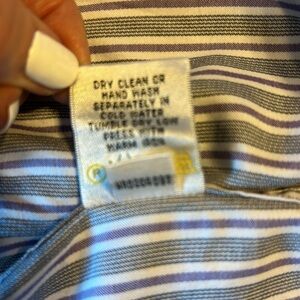 DRY CLEAN OR
HAND WASH
SEPARATELY IN
COLD WATER
TUMBLE DRY LOW
PRESS WITH
WARM IRON